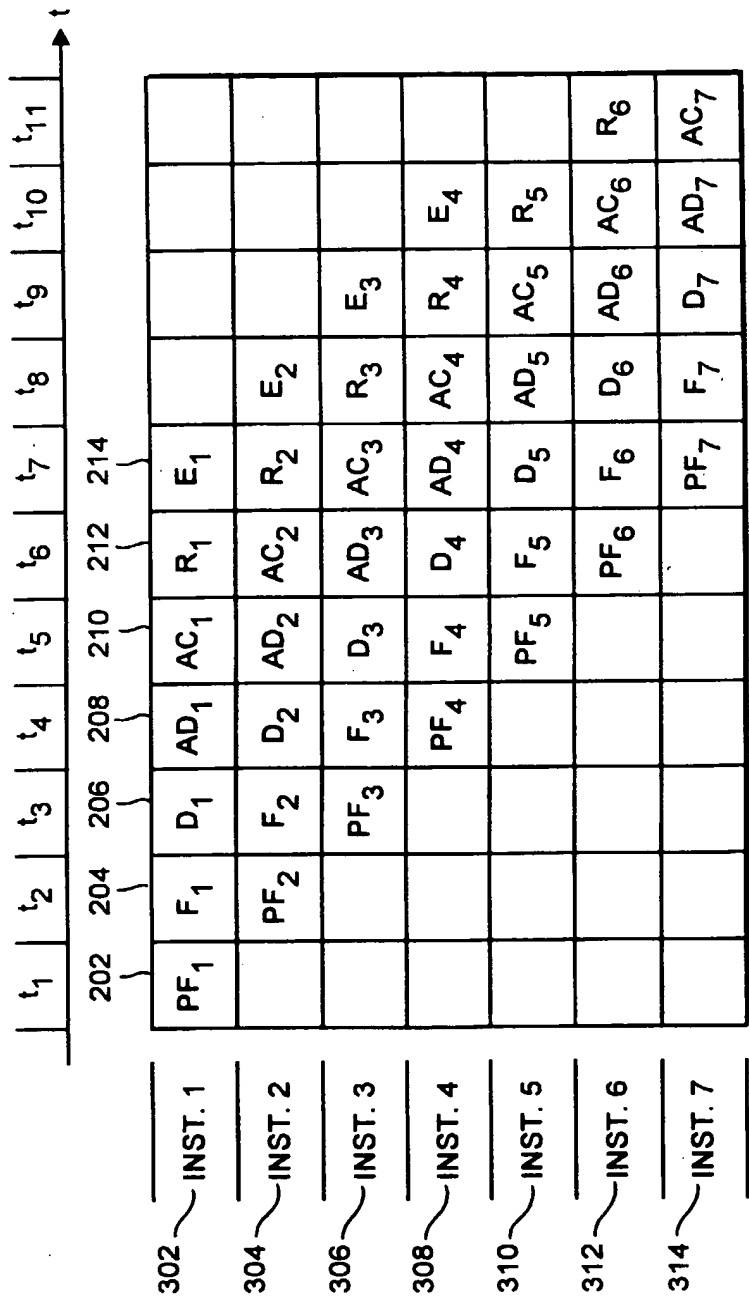 t1 t2 t3 t4 t5 t6 t7 t8 t9 t10 t11 t
202 204 206 208 210 212 214
302 INST. 1 PF1 F1 D1 AD1 AC1 R1 E1
304 INST. 2 PF2 F2 D2 AD2 AC2 R2 E2
306 INST. 3 PF3 F3 D3 AD3 AC3 R3 E3
308 INST. 4 PF4 F4 D4 AD4 AC4 R4 E4
310 INST. 5 PF5 F5 D5 AD5 AC5 R5
312 INST. 6 PF6 F6 D6 AD6 AC6 R6
314 INST. 7 PF7 F7 D7 AD7 AC7